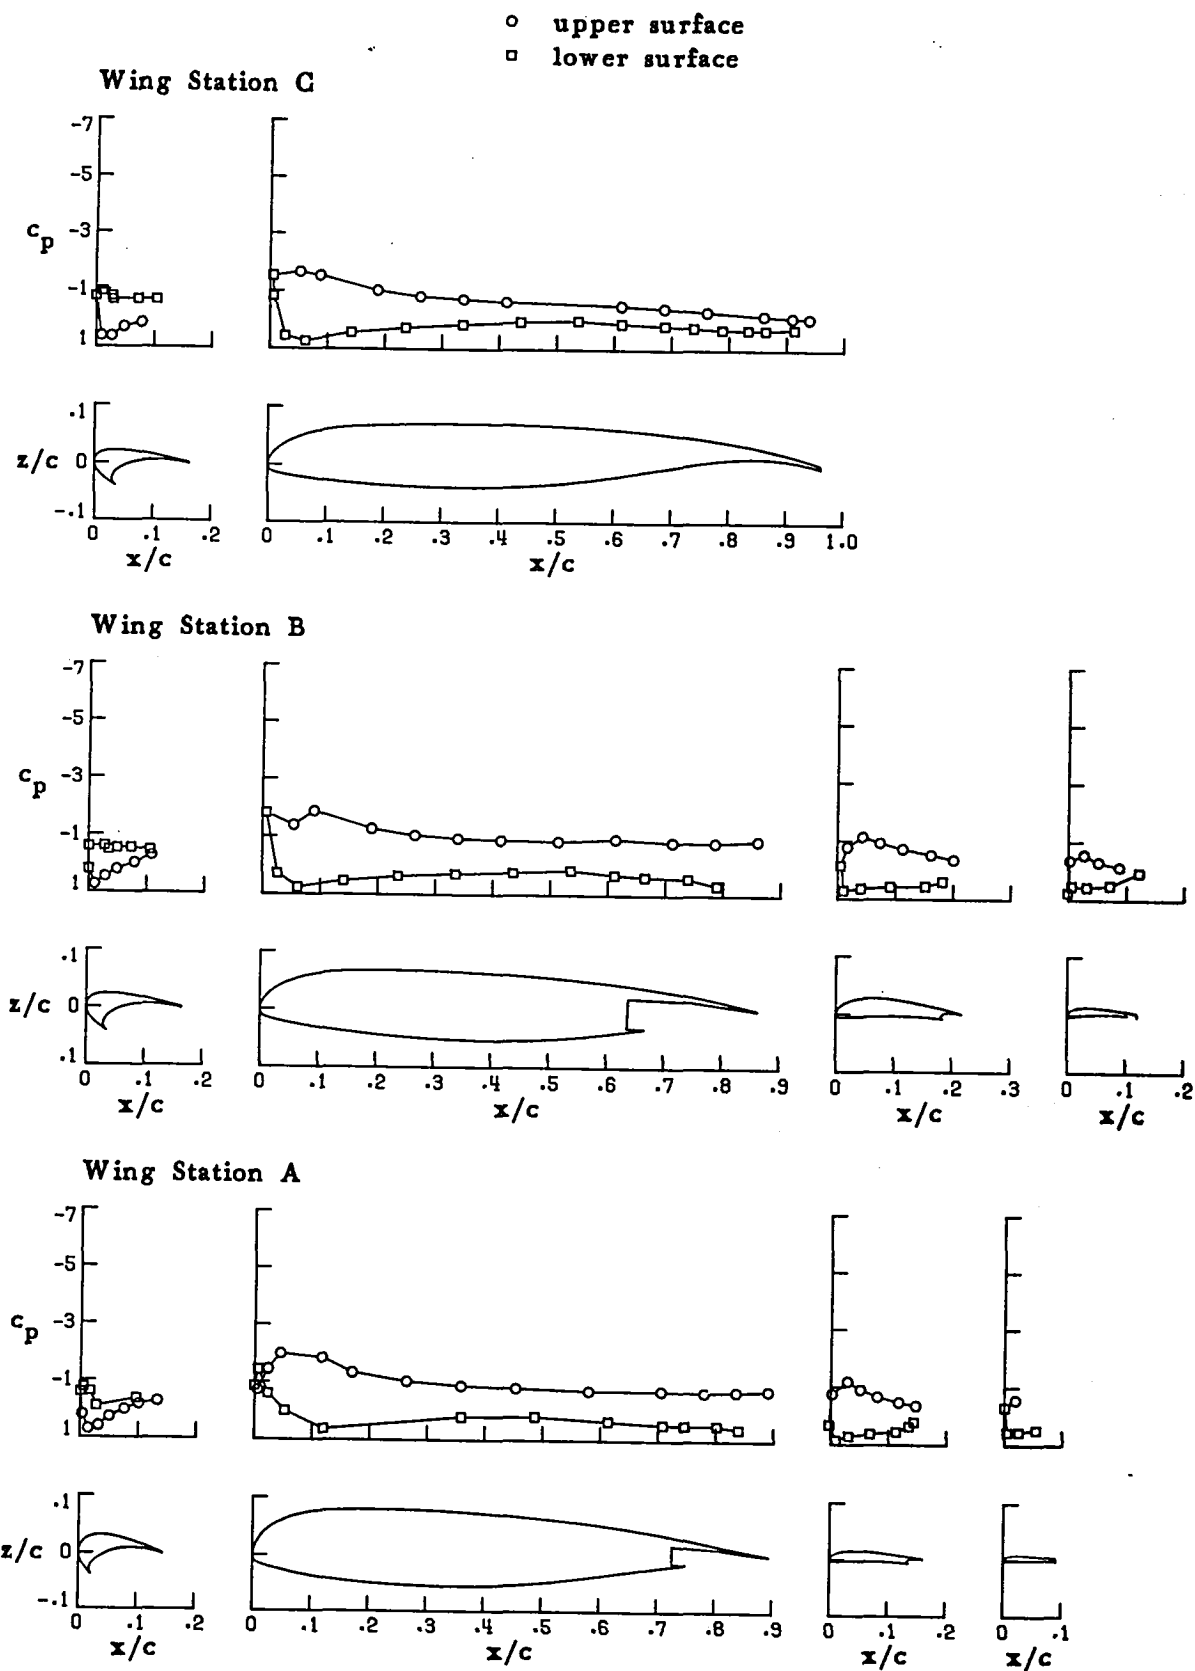 upper surface
lower surface
Wing Station C
-7
-5
-3
cp
-1
1
.1
z/c 0
-.1
0 .1 .2 0 .1 .2 .3 .4 .5 .6 .7 .8 .9 1.0
x/c x/c
Wing Station B
-7
-5
-3
cp
-1
1
.1
z/c 0
.1
0 .1 .2 0 .1 .2 .3 .4 .5 .6 .7 .8 .9 0 .1 .2 .3 0 .1 .2
x/c x/c x/c x/c
Wing Station A
-7
-5
-3
cp
-1
1
.1
z/c 0
-.1
0 .1 .2 0 .1 .2 .3 .4 .5 .6 .7 .8 .9 0 .1 .2 0 .1
x/c x/c x/c x/c